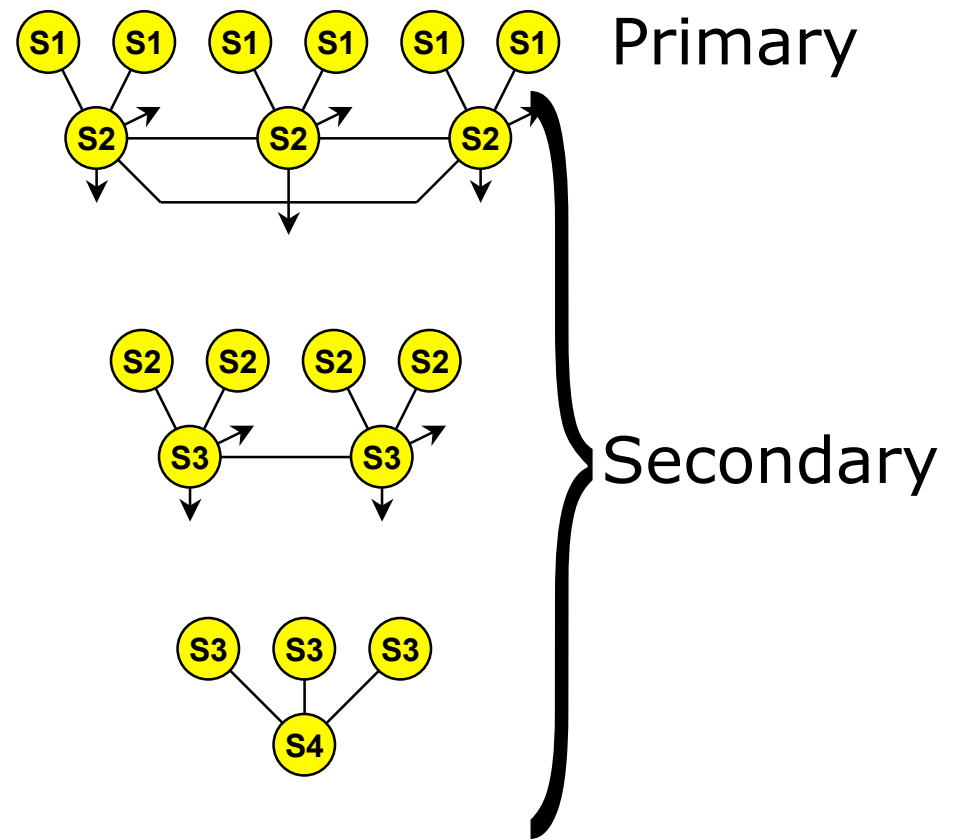 S1 S1 S1 S1 S1 S1 Primary
S2 S2 S2
S2 S2 S2 S2
S3 S3 Secondary
S3 S3 S3
S4